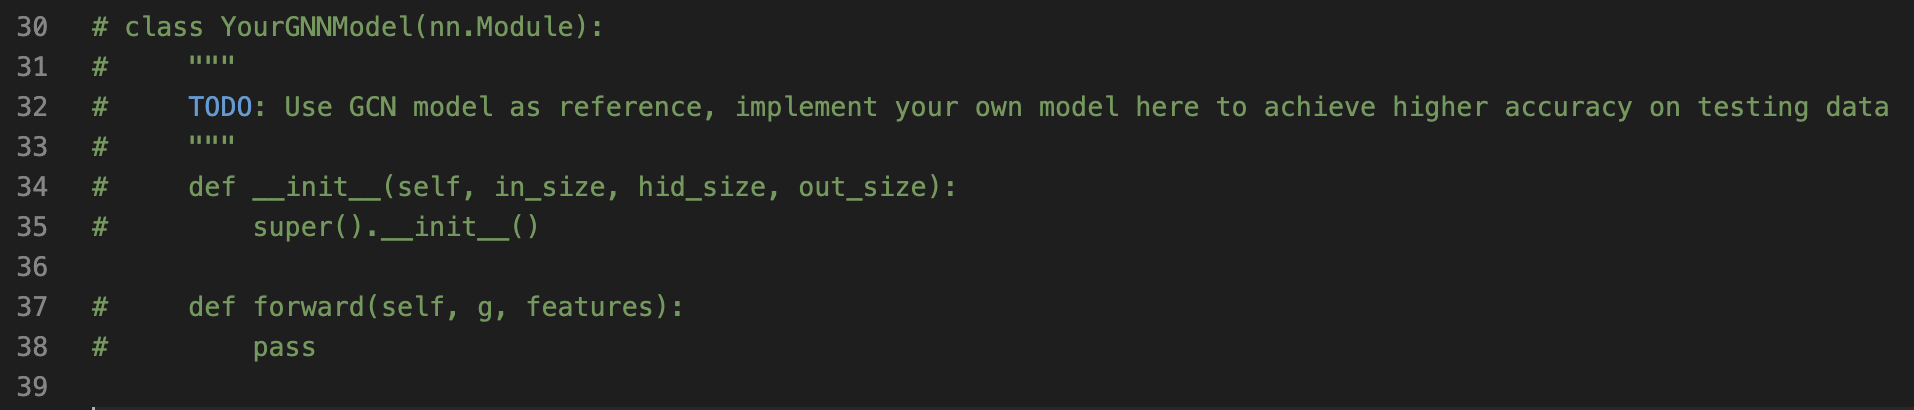 30 # class YourGNNModel(nn.Module):
31 #     """
32 #     TODO: Use GCN model as reference, implement your own model here to achieve higher accuracy on testing data
33 #     """
34 #     def __init__(self, in_size, hid_size, out_size):
35 #         super().__init__()
36
37 #     def forward(self, g, features):
38 #         pass
39